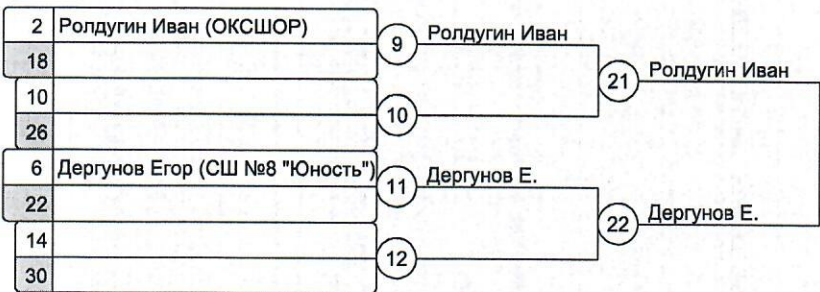 2 Ролдугин Иван (ОКСШОР)
18
9 Ролдугин Иван
10
26
10
21 Ролдугин Иван
6 Дергунов Егор (СШ №8 "Юность")
22
11 Дергунов Е.
14
30
12
22 Дергунов Е.